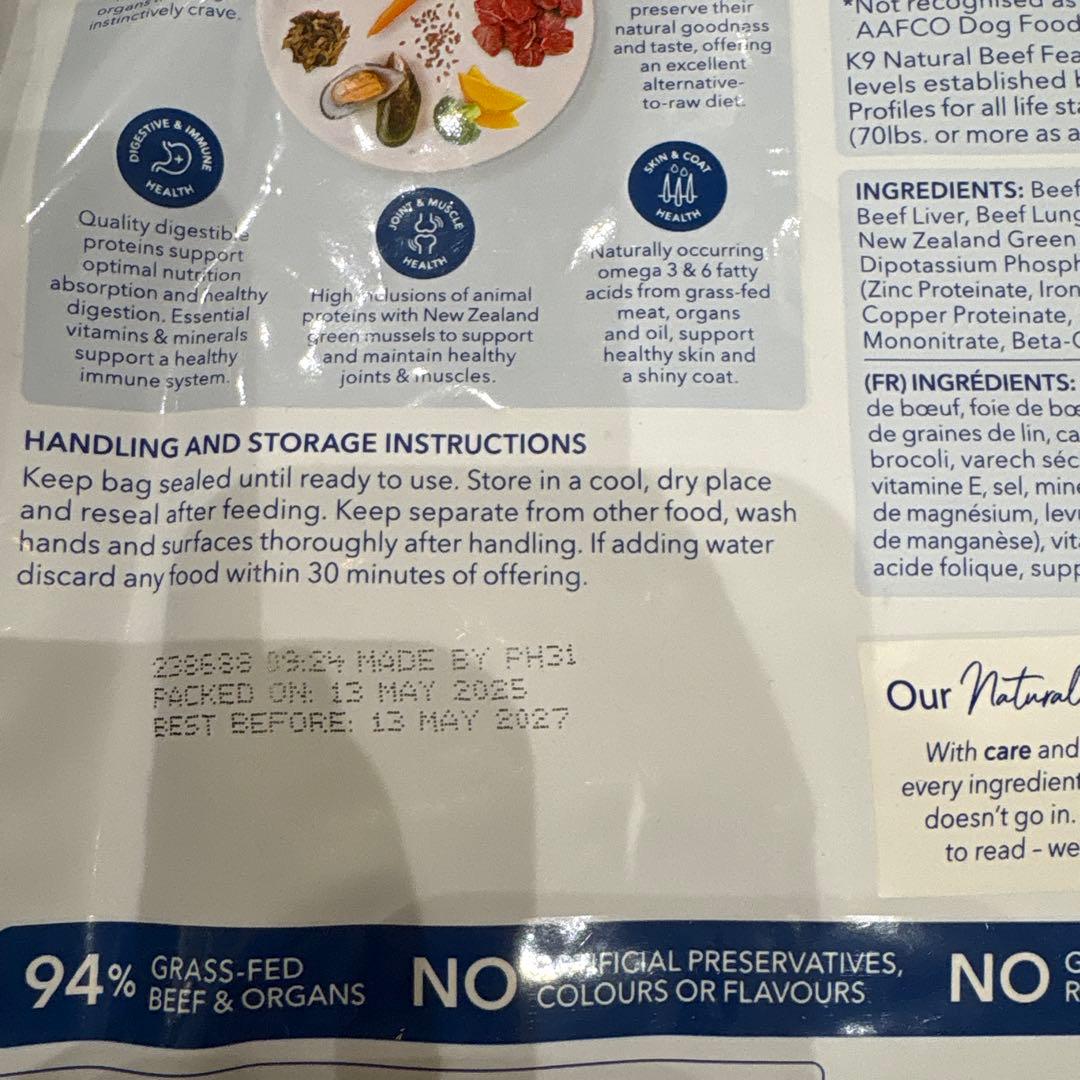 organs
instinctively crave.
DIGESTIVE & IMMUNE
HEALTH
Quality digestible
proteins support
optimal nutrition
absorption and healthy
digestion. Essential
vitamins & minerals
support a healthy
immune system.
JOINT & MUSCLE
HEALTH
High inclusions of animal
proteins with New Zealand
green mussels to support
and maintain healthy
joints & muscles.
preserve their
natural goodness
and taste, offering
an excellent
alternative-
to-raw diet.
SKIN & COAT
HEALTH
Naturally occurring
omega 3 & 6 fatty
acids from grass-fed
meat, organs
and oil, support
healthy skin and
a shiny coat.
HANDLING AND STORAGE INSTRUCTIONS
Keep bag sealed until ready to use. Store in a cool, dry place
and reseal after feeding. Keep separate from other food, wash
hands and surfaces thoroughly after handling. If adding water
discard any food within 30 minutes of offering.
238688 09:24 MADE BY PH31
PACKED ON: 13 MAY 2025
BEST BEFORE: 13 MAY 2027
*Not recognised as
AAFCO Dog Food
K9 Natural Beef Fea
levels established b
Profiles for all life sta
(70lbs. or more as a
INGREDIENTS: Beef
Beef Liver, Beef Lung
New Zealand Green
Dipotassium Phosph
(Zinc Proteinate, Iron
Copper Proteinate,
Mononitrate, Beta-C
(FR) INGRÉDIENTS:
de bœuf, foie de bœ
de graines de lin, ca
brocoli, varech séc
vitamine E, sel, miné
de magnésium, levu
de manganèse), vita
acide folique, supp
Our Natural
With care and
every ingredient
doesn't go in.
to read - we
94% GRASS-FED
BEEF & ORGANS
NO ARTIFICIAL PRESERVATIVES,
COLOURS OR FLAVOURS
NO G
R